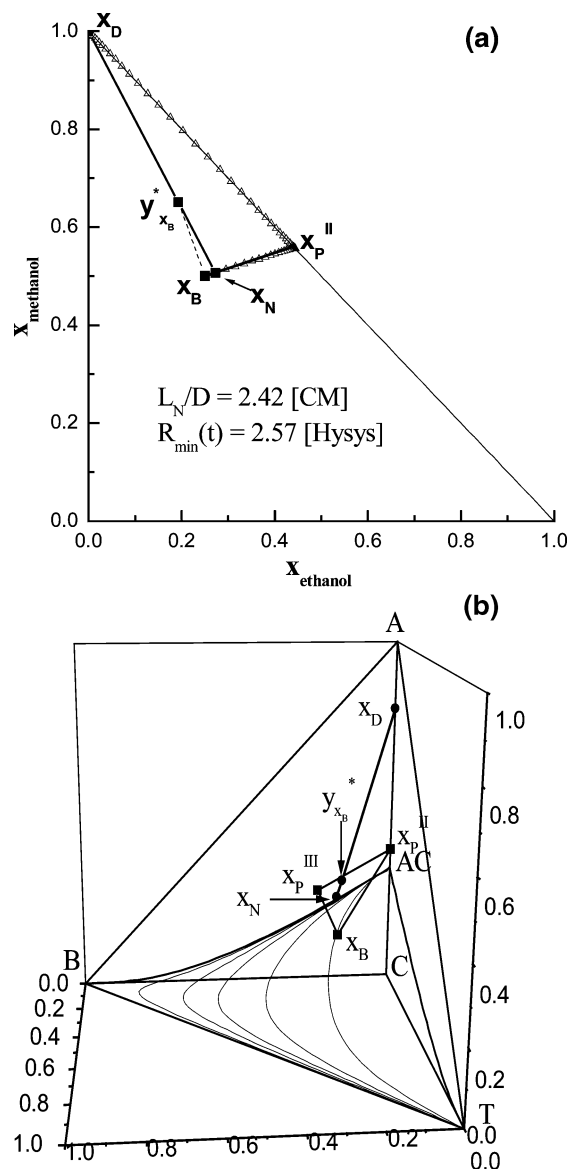 (a)
x_D
1.0
0.8
0.6
0.4
0.2
0.0
x_methanol
y*_{x_B}
x_P^II
x_B
x_N
L_N/D = 2.42 [CM]
R_min(t) = 2.57 [Hysys]
0.0 0.2 0.4 0.6 0.8 1.0
x_ethanol
(b)
A
x_D
1.0
y_{x_B}*
0.8
x_P^III
x_P^II
AC
x_N
0.6
x_B
B
C
0.0
0.2
0.4
0.6
0.8
1.0
0.4
0.2
T
0.0
1.0 0.8 0.6 0.4 0.2 0.0